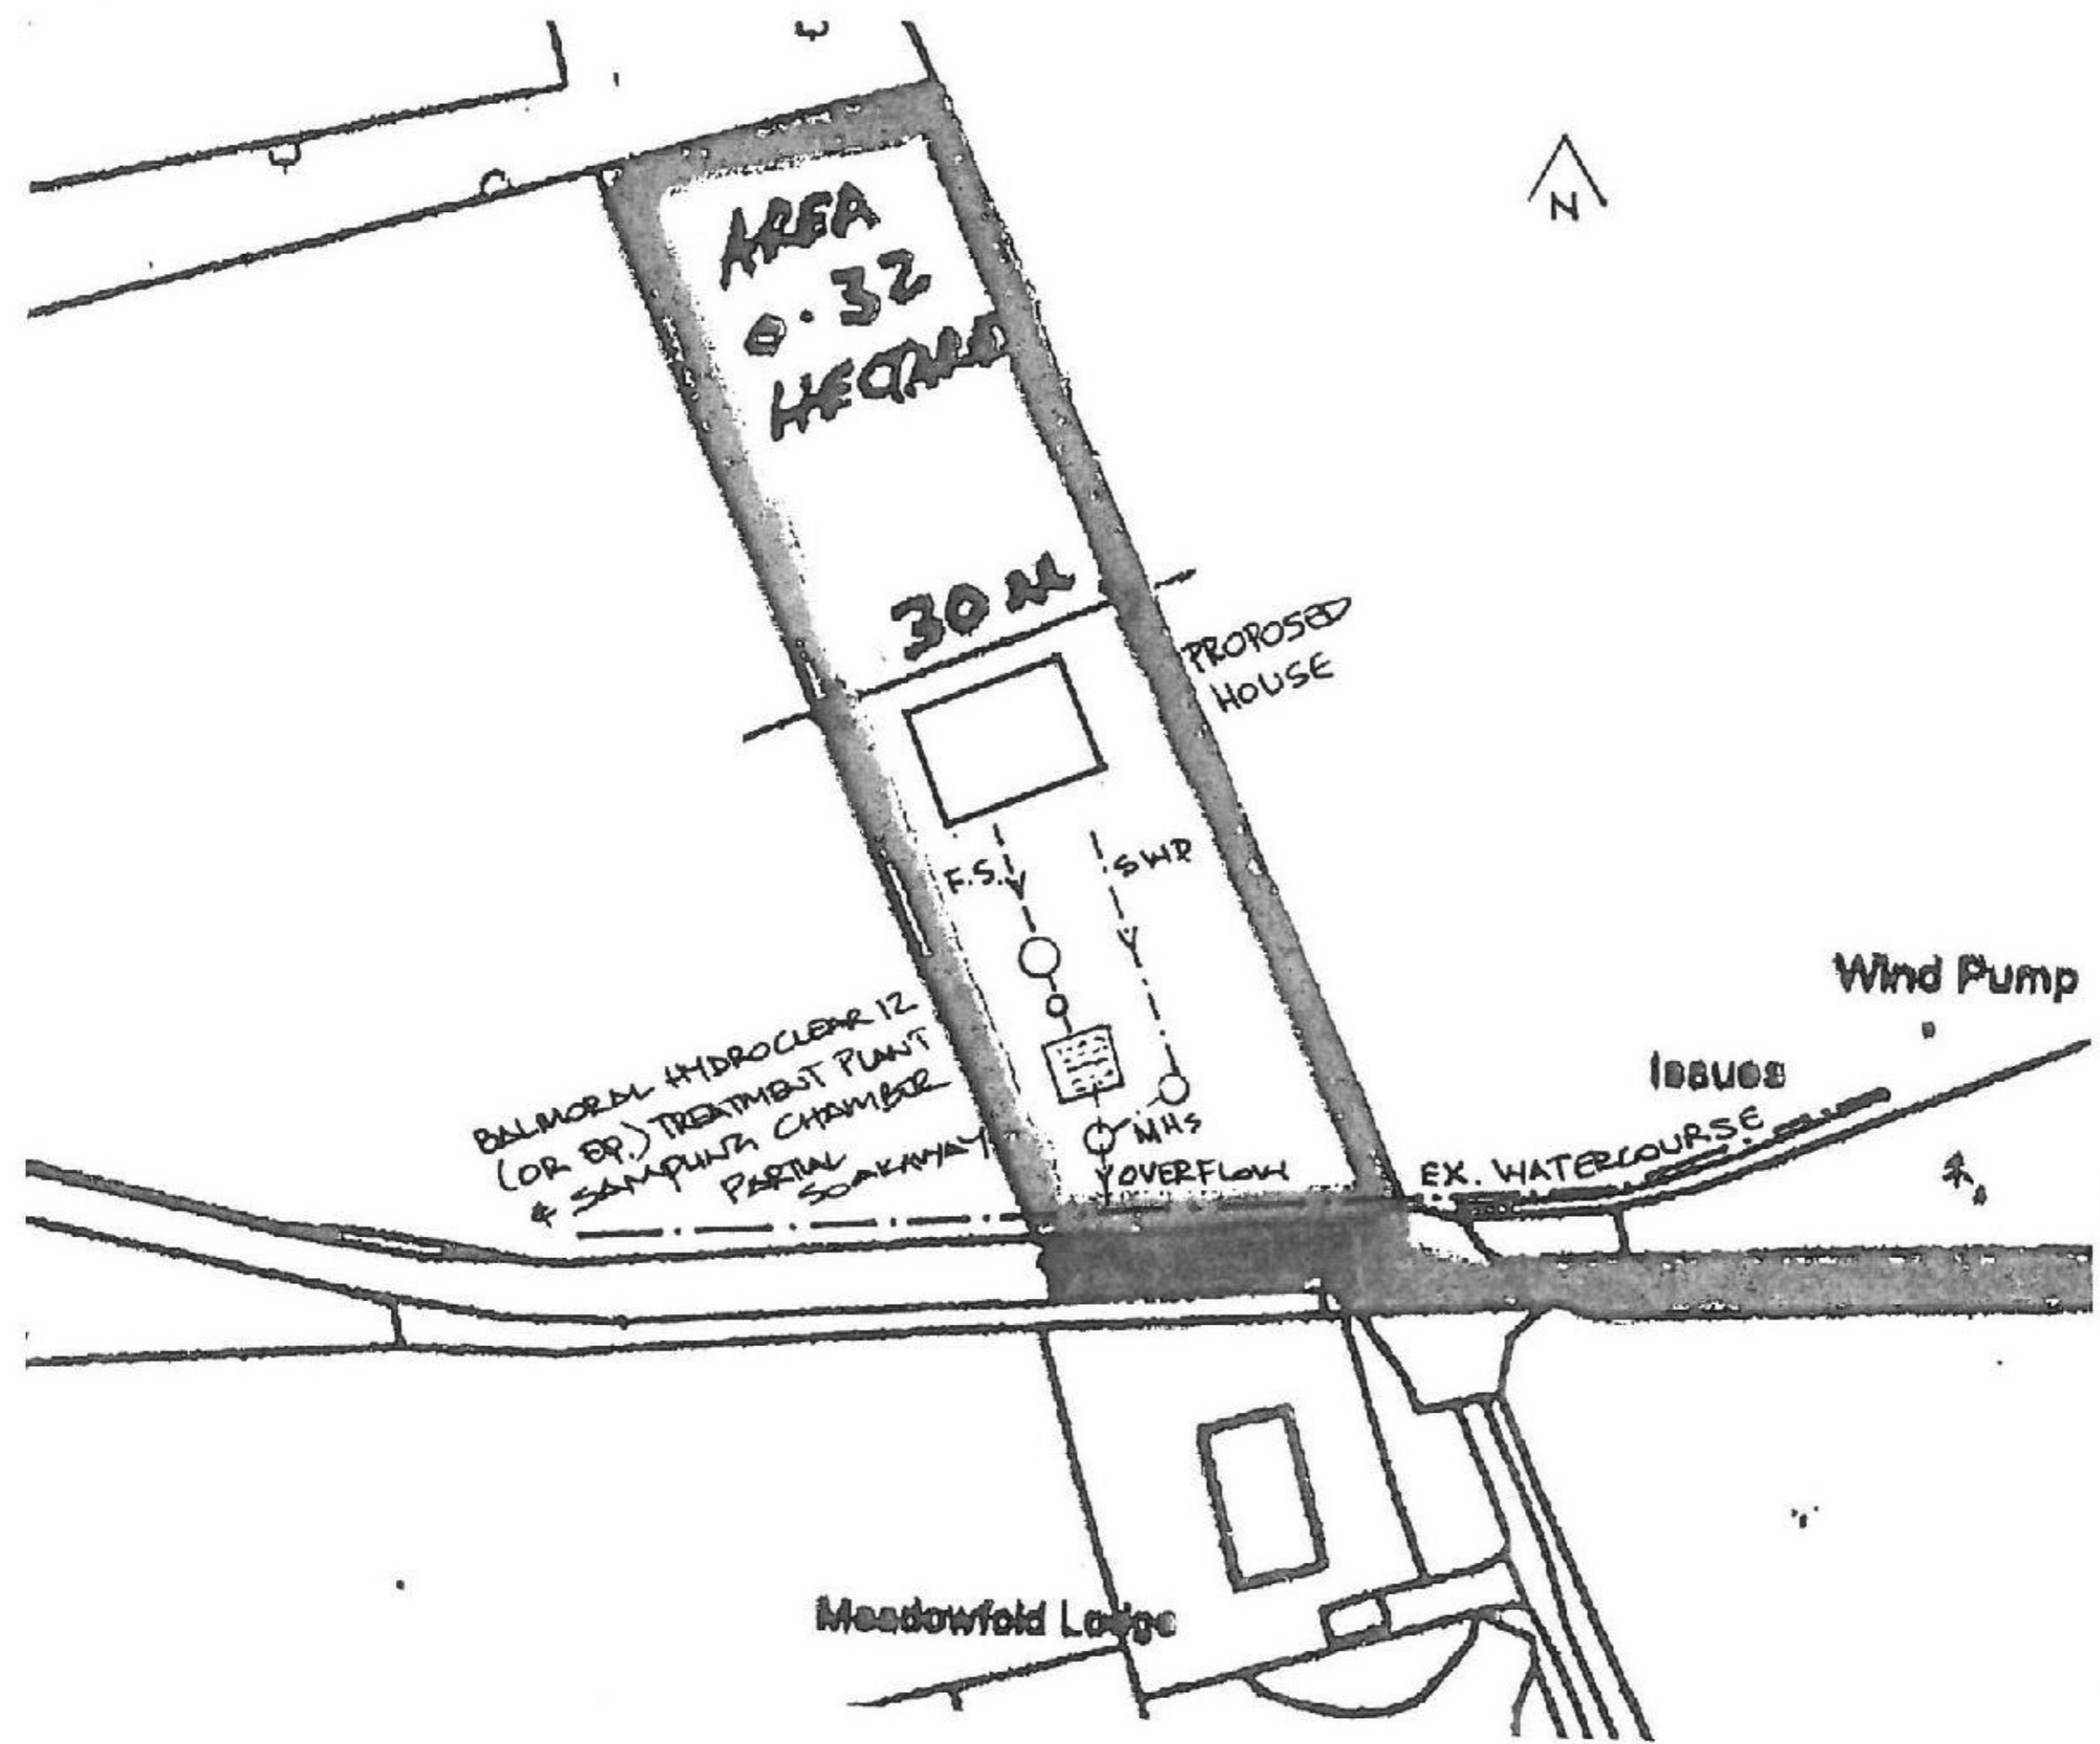 N
AREA
0.32
HECTARE
30 M
PROPOSED
HOUSE
F.S.
SWD
Wind Pump
Issues
BALMORAL HYDROCLEAR 12
(OR EQ.) TREATMENT PLANT
& SAMPLING CHAMBER
PARTIAL
SOAKAWAY
MHS
OVERFLOW
EX. WATERCOURSE
Meadowfold Lodge